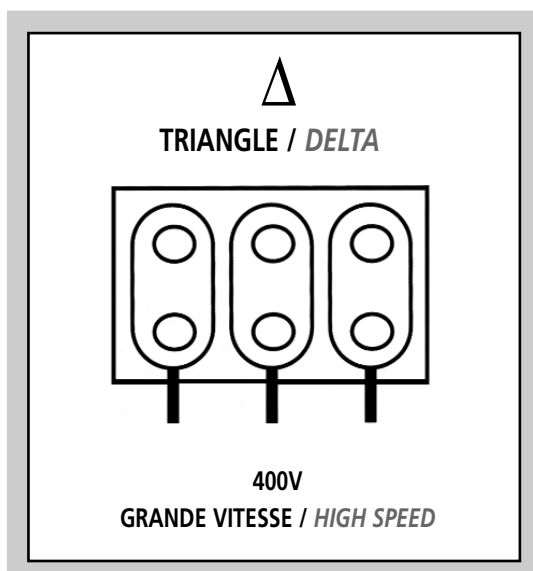 Δ
TRIANGLE / DELTA
400V
GRANDE VITESSE / HIGH SPEED